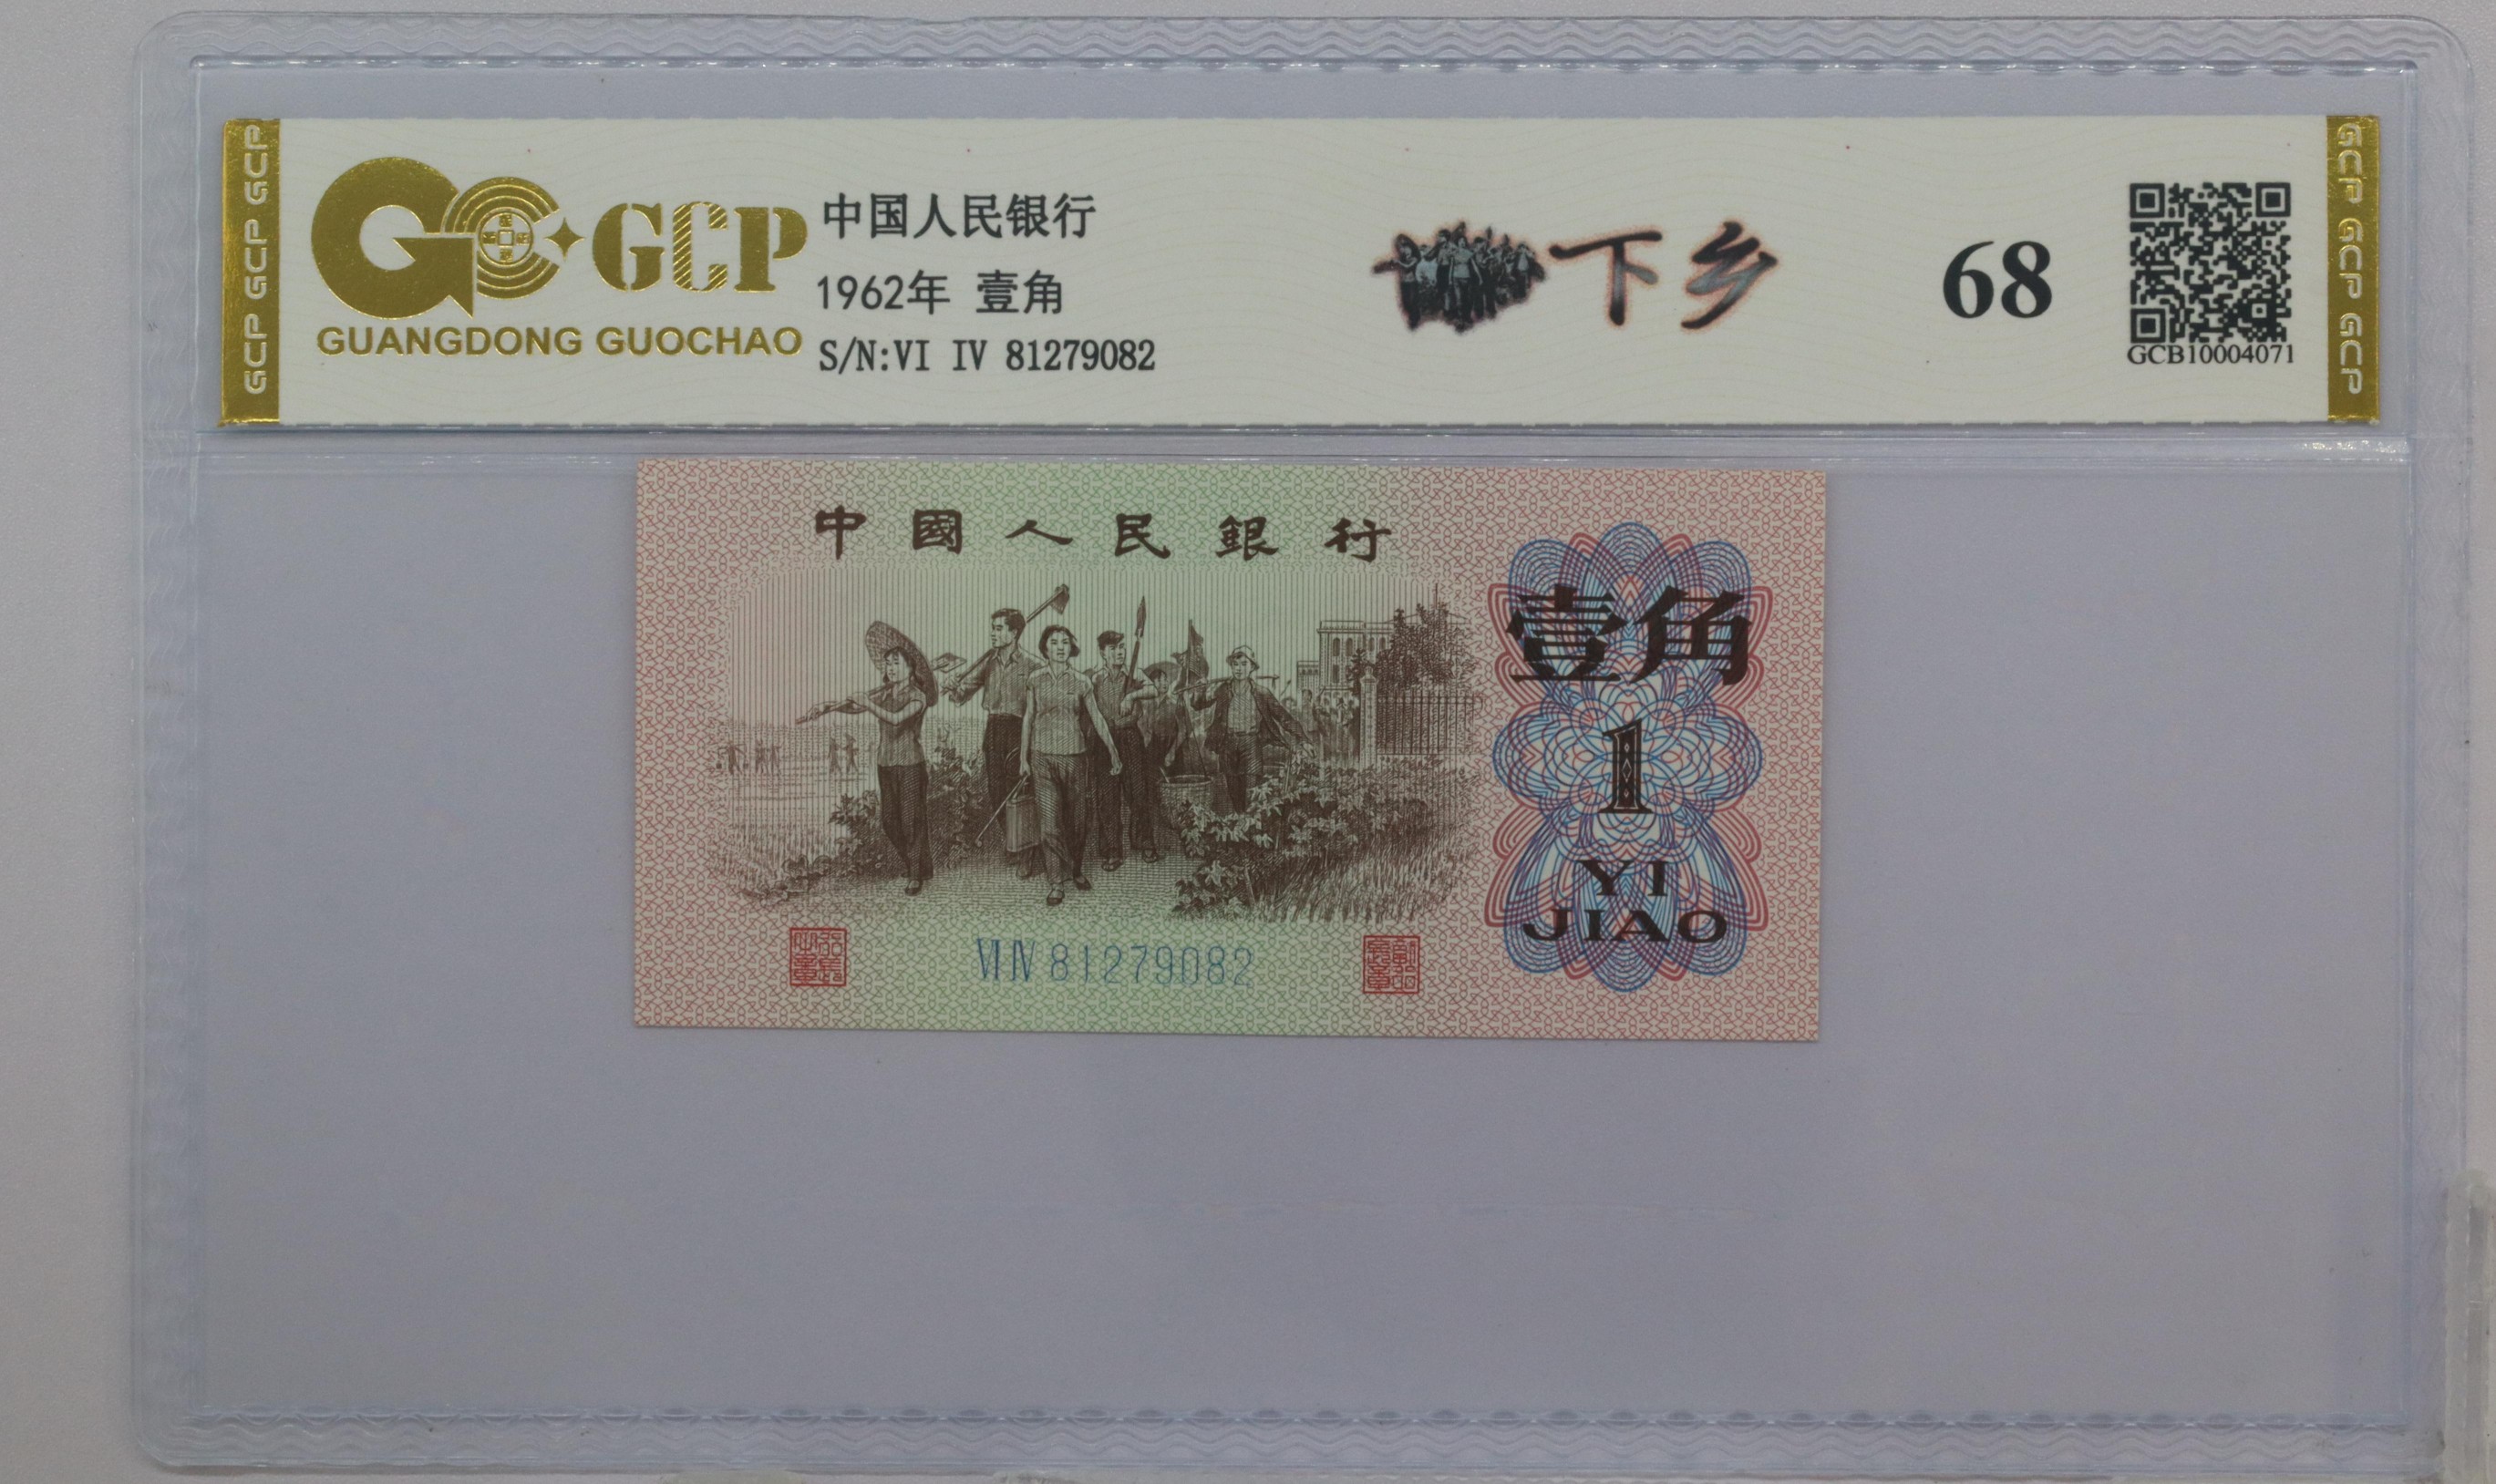 GCP GCP GCP
GCP
GUANGDONG GUOCHAO
中国人民银行
1962年 壹角
S/N:VI IV 81279082
下乡
68
GCB10004071
GCP GCP GCP
中國人民銀行
壹角
1
YI
JIAO
VI IV 81279082